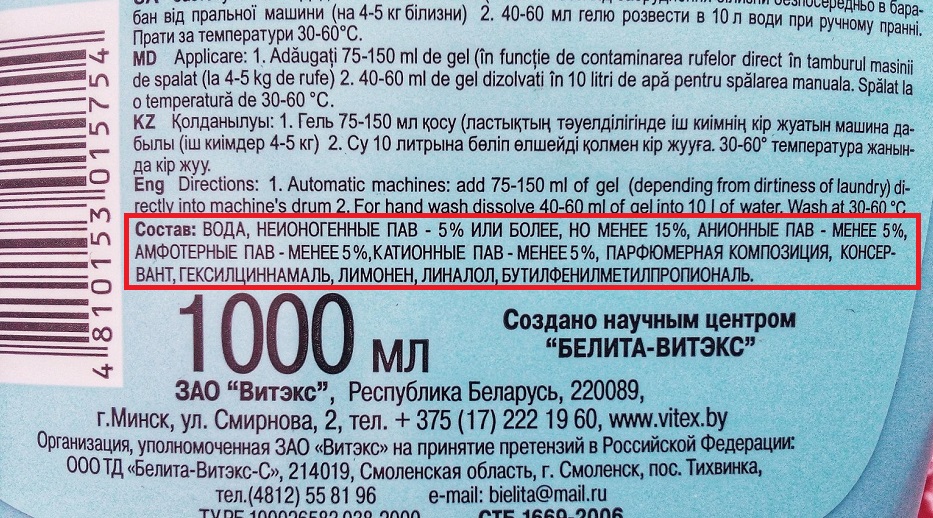 бан від пральної машини (на 4-5 кг білизни) 2. 40-60 мл гелю розвести в 10 л води при ручному пранні.
Прати за температури 30-60°С.
MD Applicare: 1. Adăugați 75-150 ml de gel (în funcție de contaminarea rufelor direct în tamburul masinii
de spalat (la 4-5 kg de rufe) 2. 40-60 ml de gel dizolvati în 10 litri de apă pentru spălarea manuala. Spălat la
o temperatură de 30-60 °C.
KZ Қолданылуы: 1. Гель 75-150 мл қосу (ластықтың тәуелділігінде іш киімнің кір жуатын машина да-
былы (іш киімдер 4-5 кг) 2. Су 10 литрына бөліп өлшейді қолмен кір жууға. 30-60° температура жанын-
да кір жуу.
Eng Directions: 1. Automatic machines: add 75-150 ml of gel (depending from dirtiness of laundry) di-
rectly into machine's drum 2. For hand wash dissolve 40-60 ml of gel into 10 l of water. Wash at 30-60 °C
Состав: ВОДА, НЕИОНОГЕННЫЕ ПАВ - 5% ИЛИ БОЛЕЕ, НО МЕНЕЕ 15%, АНИОННЫЕ ПАВ - МЕНЕЕ 5%,
АМФОТЕРНЫЕ ПАВ - МЕНЕЕ 5%, КАТИОННЫЕ ПАВ - МЕНЕЕ 5%, ПАРФЮМЕРНАЯ КОМПОЗИЦИЯ, КОНСЕР-
ВАНТ, ГЕКСИЛЦИННАМАЛЬ, ЛИМОНЕН, ЛИНАЛОЛ, БУТИЛФЕНИЛМЕТИЛПРОПИОНАЛЬ.
4810153015754
1000 мл
Создано научным центром
"БЕЛИТА-ВИТЭКС"
ЗАО "Витэкс", Республика Беларусь, 220089,
г.Минск, ул. Смирнова, 2, тел. + 375 (17) 222 19 60, www.vitex.by
Организация, уполномоченная ЗАО «Витэкс» на принятие претензий в Российской Федерации:
ООО ТД «Белита-Витэкс-С», 214019, Смоленская область, г. Смоленск, пос. Тихвинка,
тел.(4812) 55 81 96 e-mail: bielita@mail.ru
СТБ 1669-2006